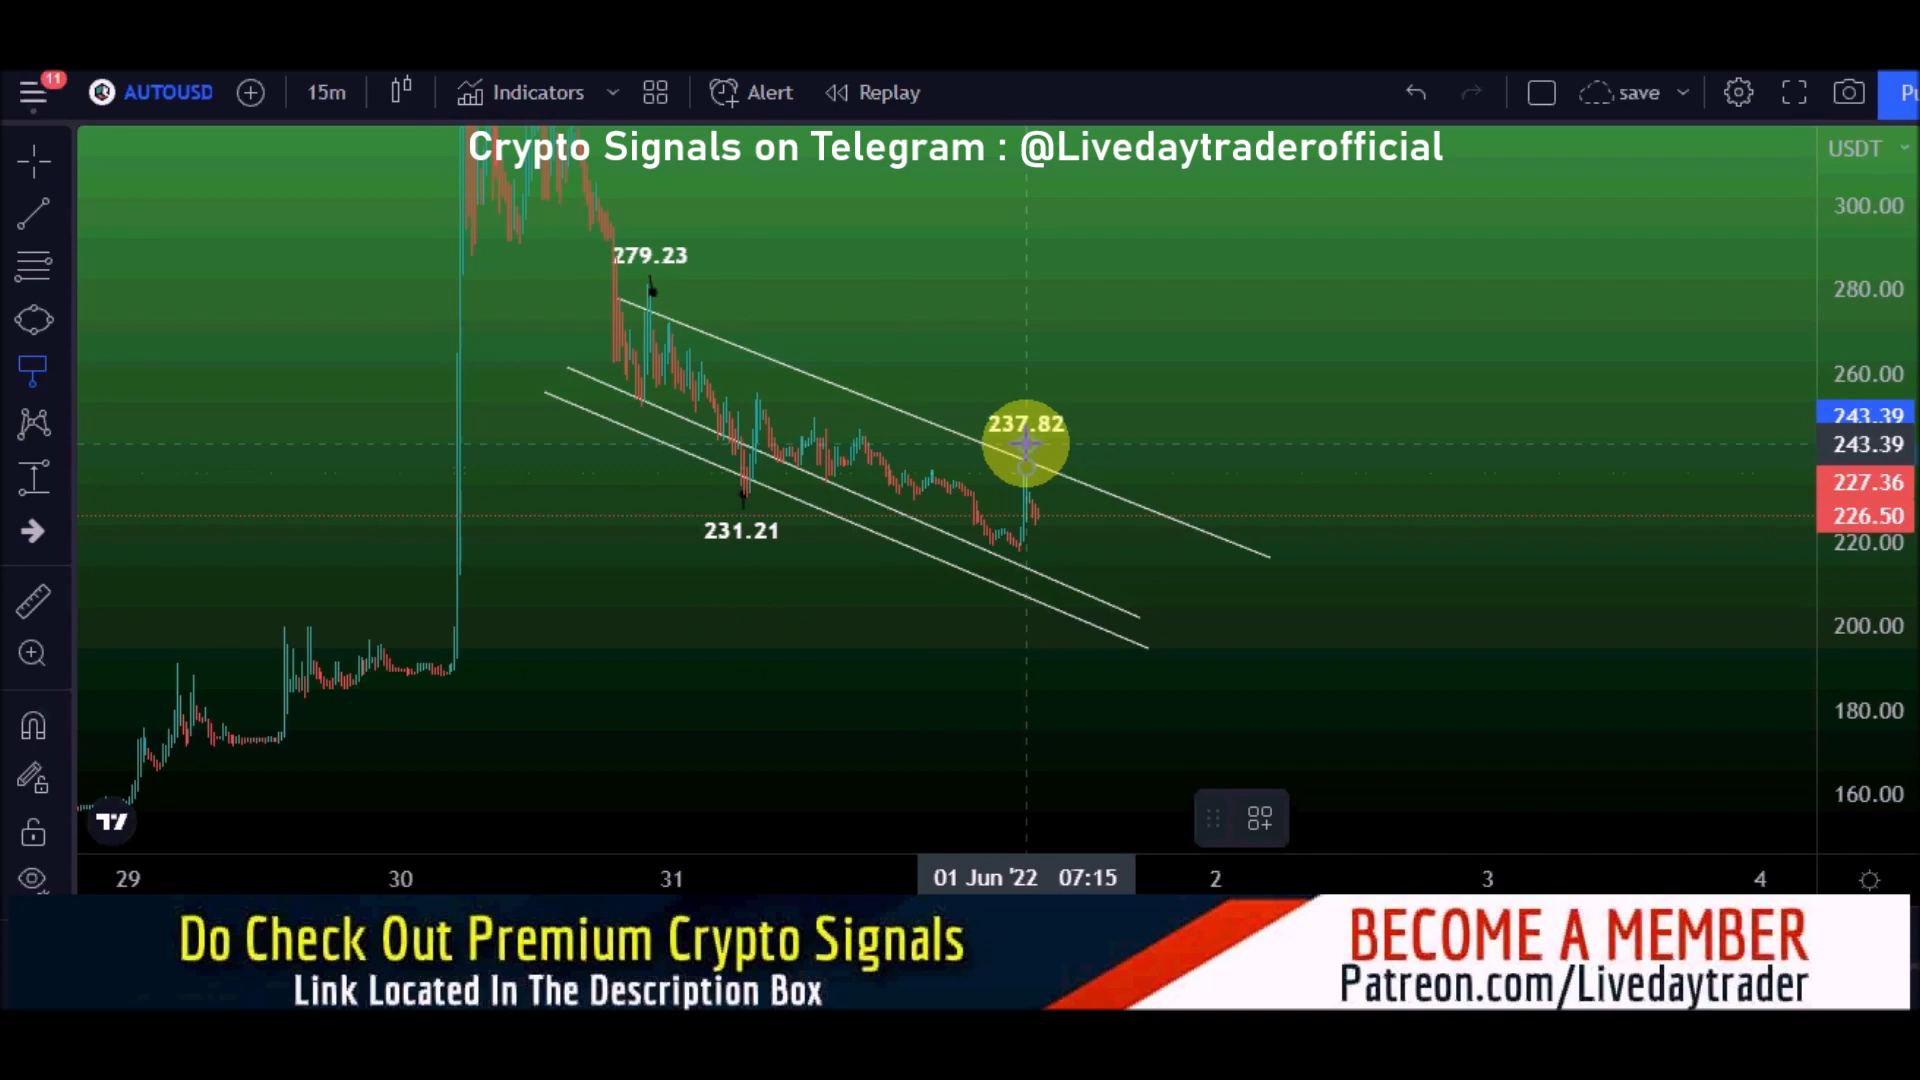 11
AUTOUSD 15m Indicators Alert Replay save Pu
Crypto Signals on Telegram : @Livedaytraderofficial
USDT
300.00
279.23
280.00
260.00
237.82
243.39
243.39
227.36
226.50
231.21
220.00
200.00
180.00
160.00
29 30 31 01 Jun '22 07:15 2 3 4
Do Check Out Premium Crypto Signals
Link Located In The Description Box
BECOME A MEMBER
Patreon.com/Livedaytrader